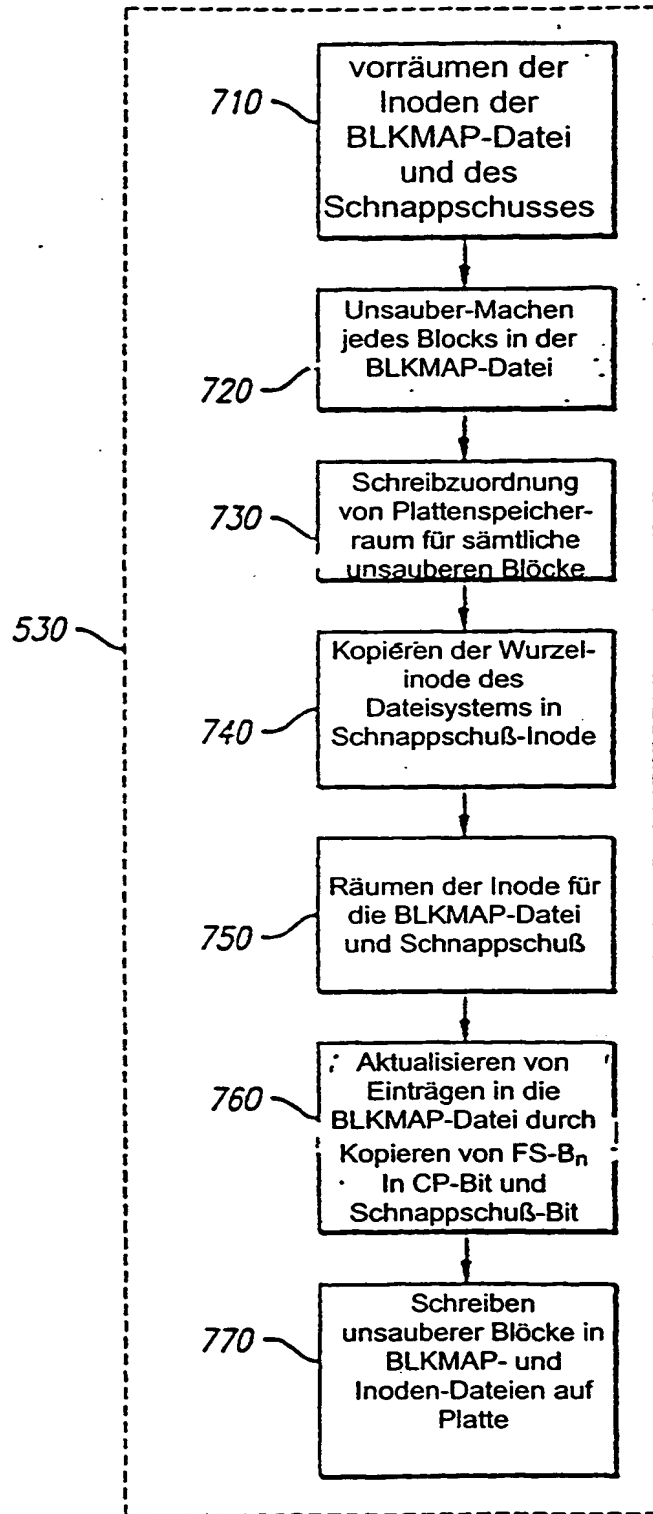 710
vorräumen der
Inoden der
BLKMAP-Datei
und des
Schnappschusses
720
Unsauber-Machen
jedes Blocks in der
BLKMAP-Datei
730
Schreibzuordnung
von Plattenspeicher-
raum für sämtliche
unsauberen Blöcke
530
740
Kopieren der Wurzel-
inode des
Dateisystems in
Schnappschuß-Inode
750
Räumen der Inode für
die BLKMAP-Datei
und Schnappschuß
760
Aktualisieren von
Einträgen in die
BLKMAP-Datei durch
Kopieren von FS-Bn
In CP-Bit und
Schnappschuß-Bit
770
Schreiben
unsauberer Blöcke in
BLKMAP- und
Inoden-Dateien auf
Platte